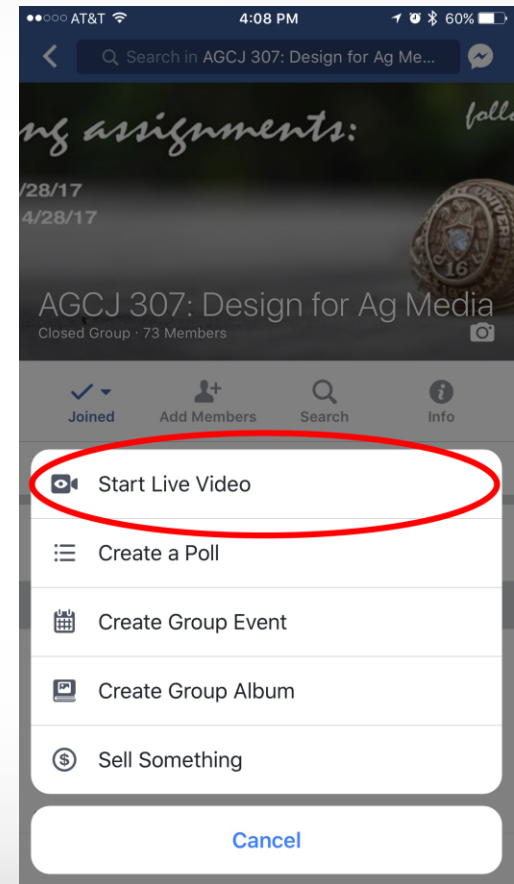 AT&T 4:08 PM 60%
Search in AGCJ 307: Design for Ag Me...
ng assignments: foll
/28/17
4/28/17
16
AGCJ 307: Design for Ag Media
Closed Group · 73 Members
Joined Add Members Search Info
Start Live Video
Create a Poll
Create Group Event
Create Group Album
Sell Something
Cancel